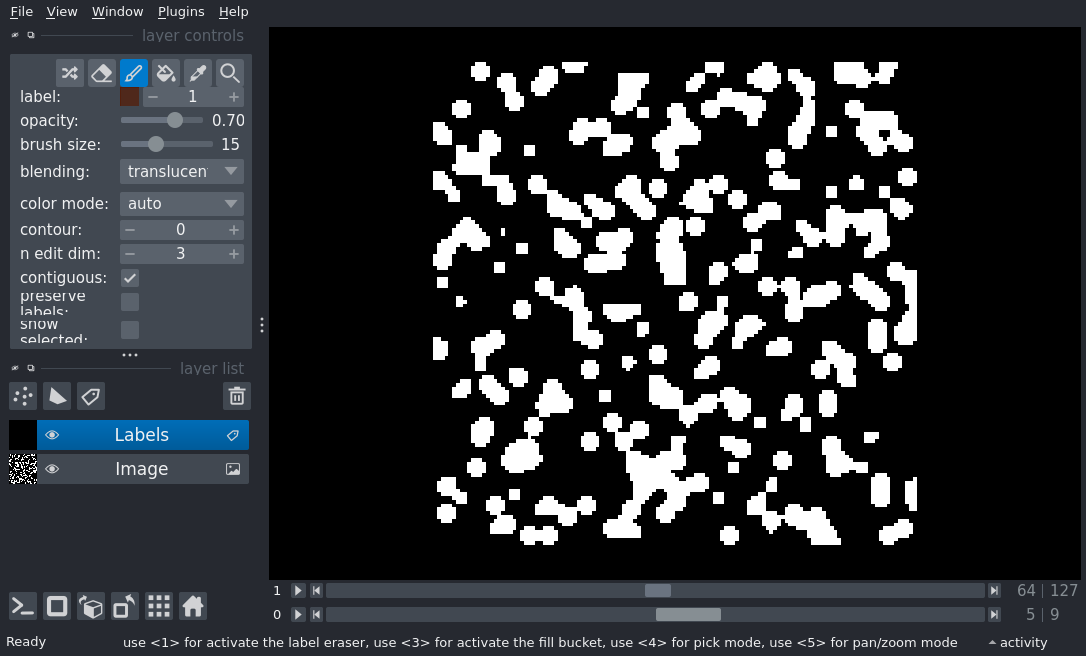 File View Window Plugins Help
layer controls
label: 1
opacity: 0.70
brush size: 15
blending: translucen
color mode: auto
contour: 0
n edit dim: 3
contiguous:
preserve
labels:
show
selected:
layer list
Labels
Image
1 64 127
0 5 9
Ready use <1> for activate the label eraser, use <3> for activate the fill bucket, use <4> for pick mode, use <5> for pan/zoom mode activity